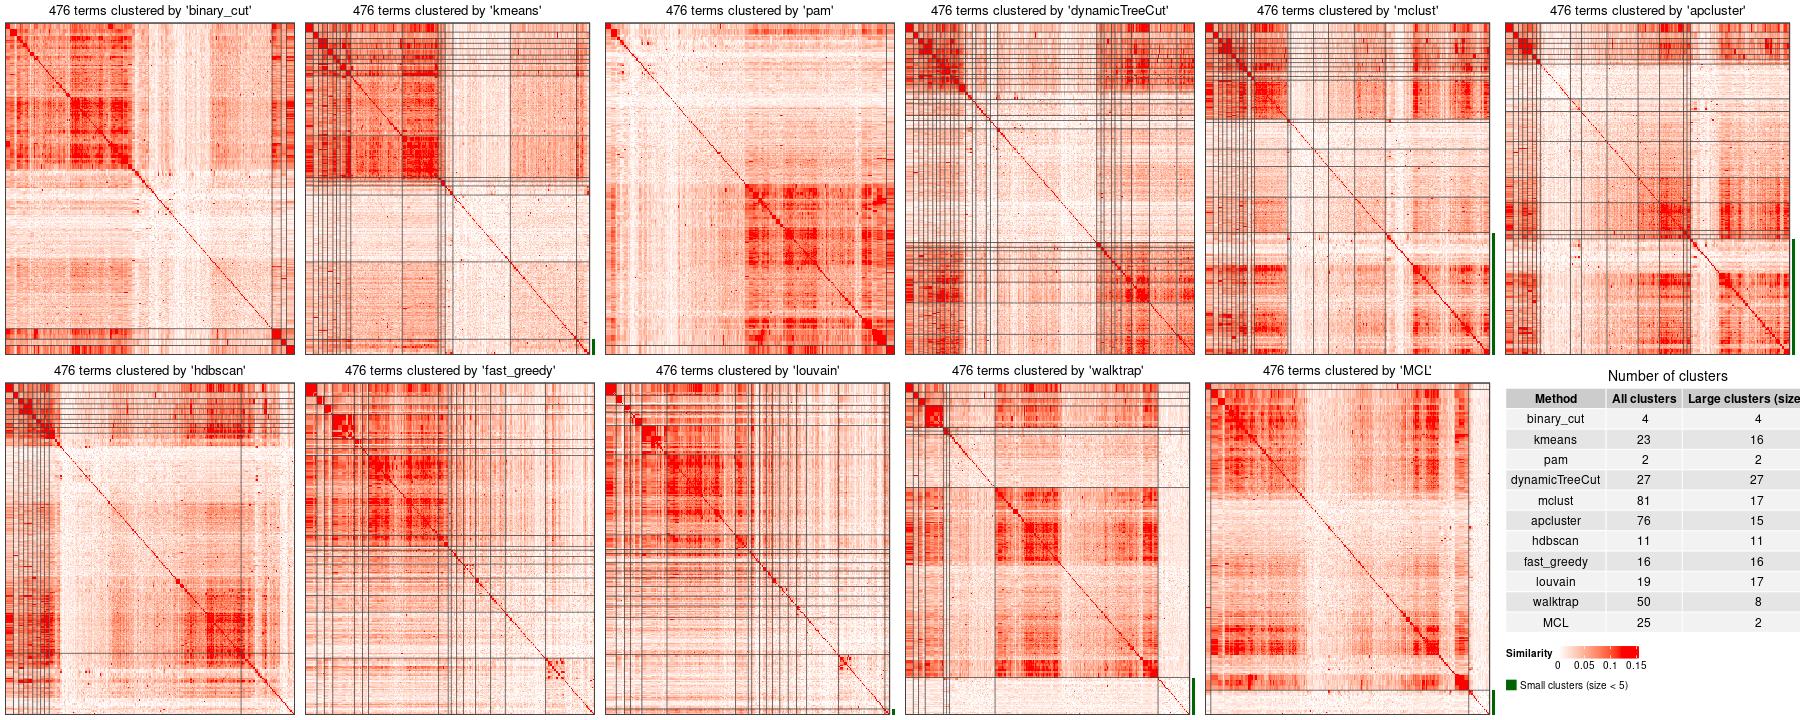 476 terms clustered by 'binary_cut'
476 terms clustered by 'kmeans'
476 terms clustered by 'pam'
476 terms clustered by 'dynamicTreeCut'
476 terms clustered by 'mclust'
476 terms clustered by 'apcluster'
476 terms clustered by 'hdbscan'
476 terms clustered by 'fast_greedy'
476 terms clustered by 'louvain'
476 terms clustered by 'walktrap'
476 terms clustered by 'MCL'
Number of clusters
Method All clusters Large clusters (size
binary_cut 4 4
kmeans 23 16
pam 2 2
dynamicTreeCut 27 27
mclust 81 17
apcluster 76 15
hdbscan 11 11
fast_greedy 16 16
louvain 19 17
walktrap 50 8
MCL 25 2
Similarity
0 0.05 0.1 0.15
Small clusters (size < 5)